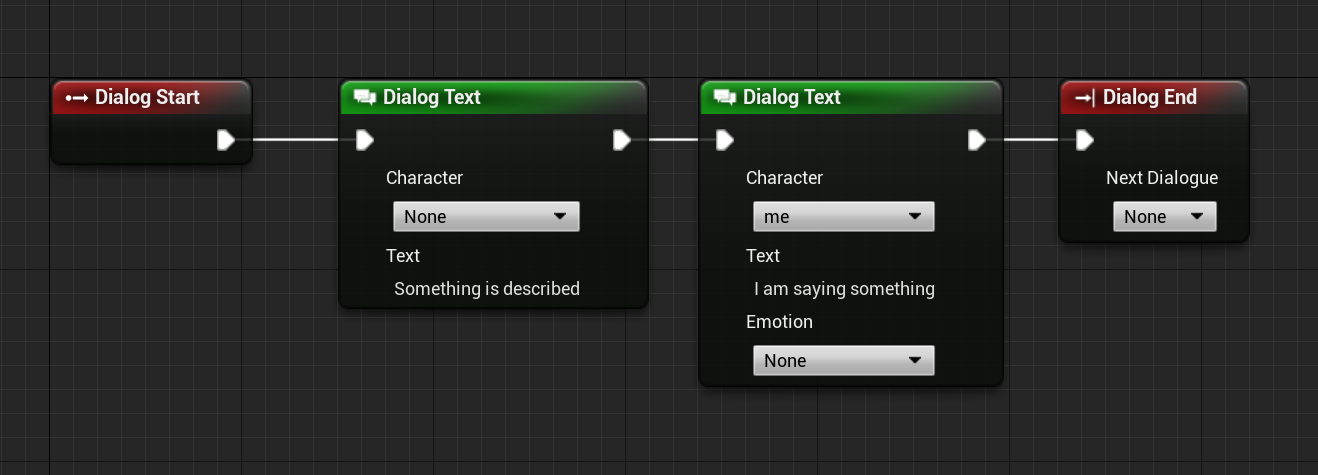 Dialog Start
Dialog Text
Character
None
Text
Something is described
Dialog Text
Character
me
Text
I am saying something
Emotion
None
Dialog End
Next Dialogue
None